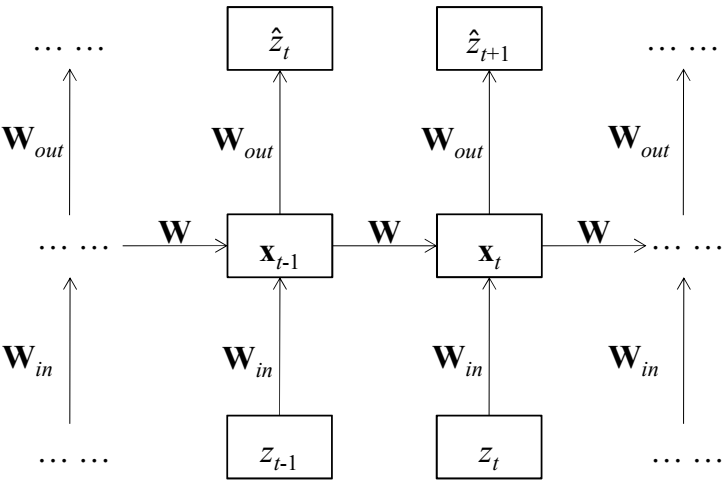 ... ... ẑ_t ẑ_{t+1} ... ...
W_out W_out W_out W_out
... ... W x_{t-1} W x_t W ... ...
W_in W_in W_in W_in
... ... z_{t-1} z_t ... ...